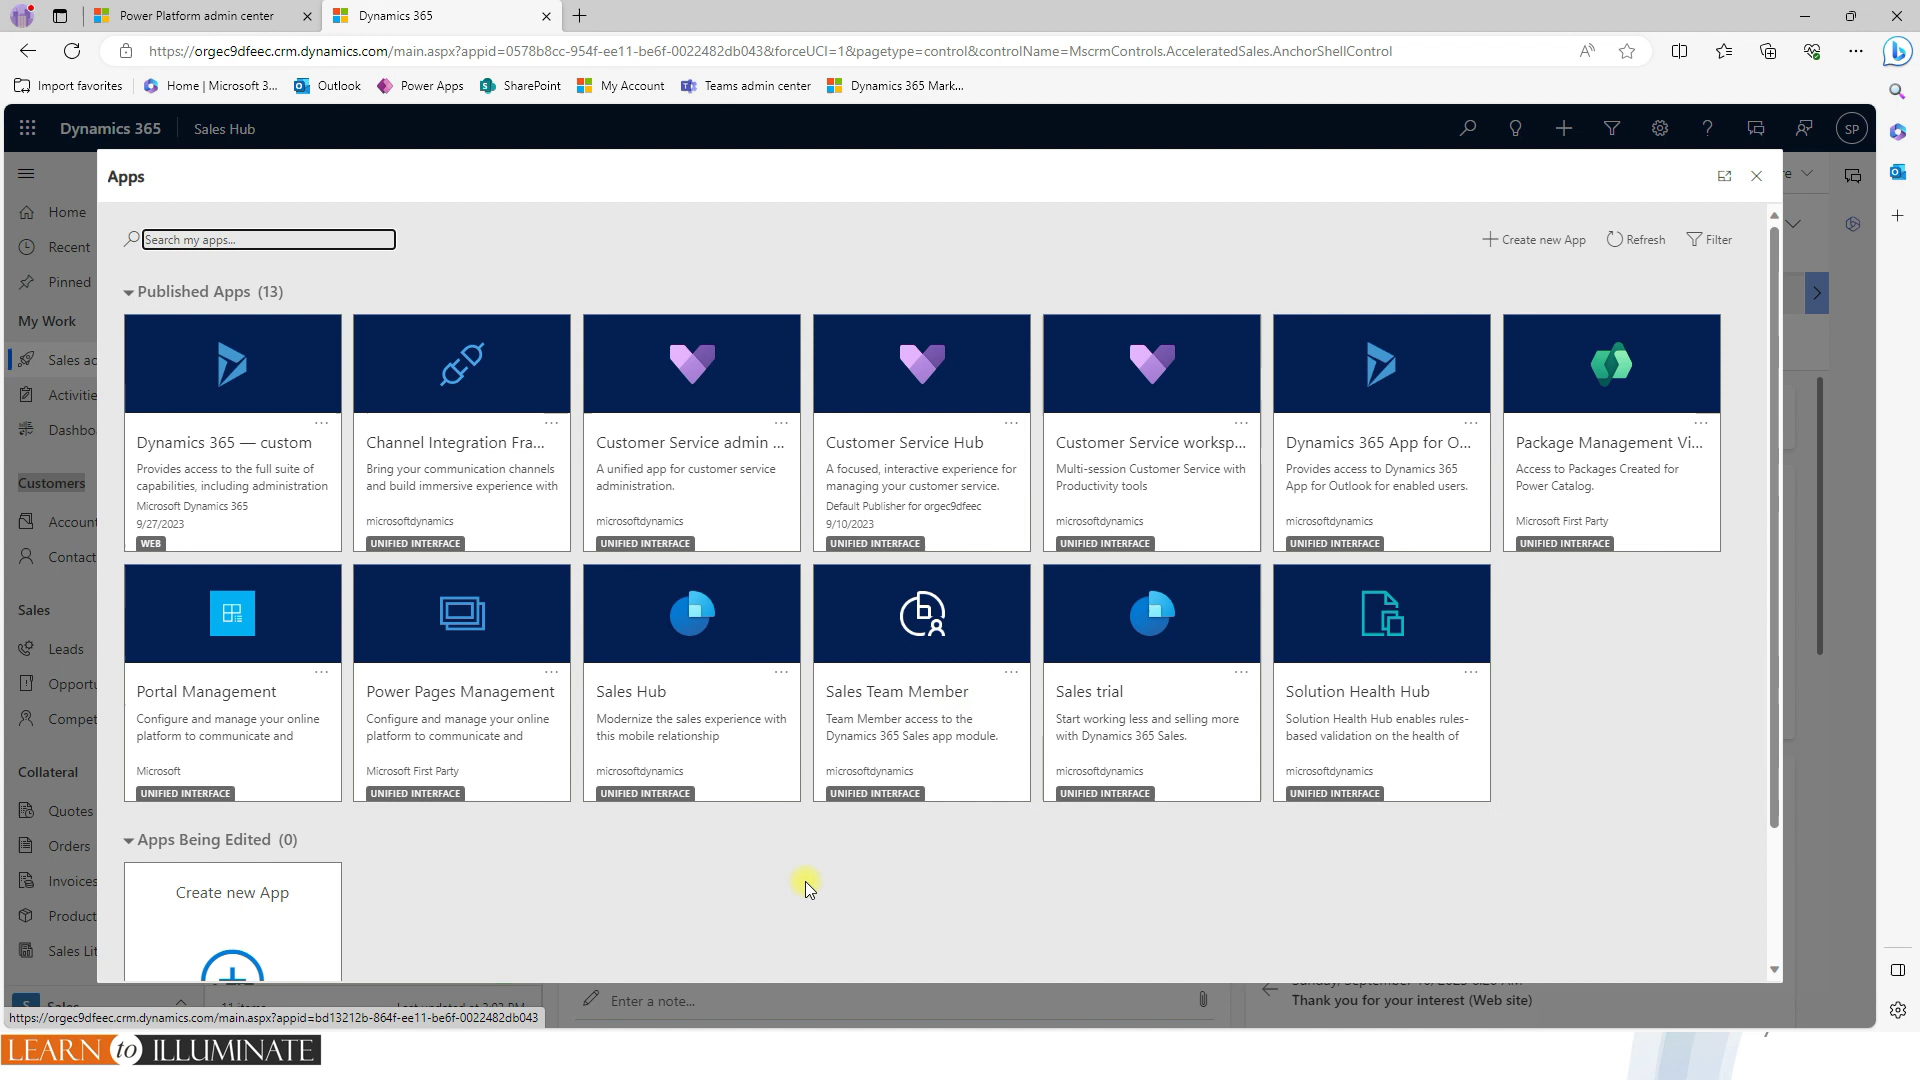 Power Platform admin center
Dynamics 365
https://orgec9dfeec.crm.dynamics.com/main.aspx?appid=0578b8cc-954f-ee11-be6f-0022482db043&forceUCI=1&pagetype=control&controlName=MscrmControls.AcceleratedSales.AnchorShellControl
Import favorites
Home | Microsoft 3...
Outlook
Power Apps
SharePoint
My Account
Teams admin center
Dynamics 365 Mark...
Dynamics 365
Sales Hub
SP
Apps
Search my apps...
Create new App
Refresh
Filter
Home
Recent
Pinned
My Work
Sales ac
Activitie
Dashbo
Customers
Account
Contact
Sales
Leads
Opportu
Compet
Collateral
Quotes
Orders
Invoices
Product
Sales Lit
Published Apps (13)
Dynamics 365 — custom
Provides access to the full suite of
capabilities, including administration
Microsoft Dynamics 365
9/27/2023
WEB
Channel Integration Fra...
Bring your communication channels
and build immersive experience with
microsoftdynamics
UNIFIED INTERFACE
Customer Service admin ...
A unified app for customer service
administration.
microsoftdynamics
UNIFIED INTERFACE
Customer Service Hub
A focused, interactive experience for
managing your customer service.
Default Publisher for orgec9dfeec
9/10/2023
UNIFIED INTERFACE
Customer Service worksp...
Multi-session Customer Service with
Productivity tools
microsoftdynamics
UNIFIED INTERFACE
Dynamics 365 App for O...
Provides access to Dynamics 365
App for Outlook for enabled users.
microsoftdynamics
UNIFIED INTERFACE
Package Management Vi...
Access to Packages Created for
Power Catalog.
Microsoft First Party
UNIFIED INTERFACE
Portal Management
Configure and manage your online
platform to communicate and
Microsoft
UNIFIED INTERFACE
Power Pages Management
Configure and manage your online
platform to communicate and
Microsoft First Party
UNIFIED INTERFACE
Sales Hub
Modernize the sales experience with
this mobile relationship
microsoftdynamics
UNIFIED INTERFACE
Sales Team Member
Team Member access to the
Dynamics 365 Sales app module.
microsoftdynamics
UNIFIED INTERFACE
Sales trial
Start working less and selling more
with Dynamics 365 Sales.
microsoftdynamics
UNIFIED INTERFACE
Solution Health Hub
Solution Health Hub enables rules-
based validation on the health of
microsoftdynamics
UNIFIED INTERFACE
Apps Being Edited (0)
Create new App
Enter a note...
Thank you for your interest (Web site)
https://orgec9dfeec.crm.dynamics.com/main.aspx?appid=bd13212b-864f-ee11-be6f-0022482db043
LEARN to ILLUMINATE